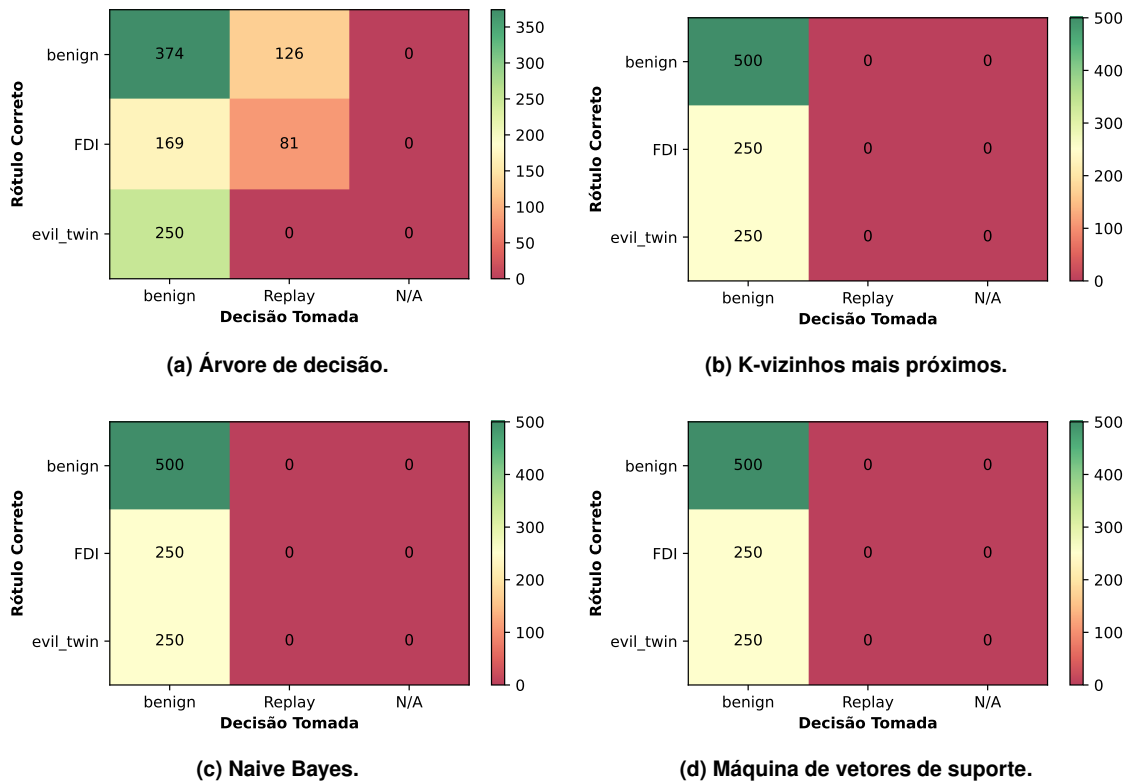 benign
FDI
evil_twin
Rótulo Correto
374 126 0
169 81 0
250 0 0
benign Replay N/A
Decisão Tomada
350
300
250
200
150
100
50
0
(a) Árvore de decisão.
benign
FDI
evil_twin
Rótulo Correto
500 0 0
250 0 0
250 0 0
benign Replay N/A
Decisão Tomada
500
400
300
200
100
0
(b) K-vizinhos mais próximos.
benign
FDI
evil_twin
Rótulo Correto
500 0 0
250 0 0
250 0 0
benign Replay N/A
Decisão Tomada
500
400
300
200
100
0
(c) Naive Bayes.
benign
FDI
evil_twin
Rótulo Correto
500 0 0
250 0 0
250 0 0
benign Replay N/A
Decisão Tomada
500
400
300
200
100
0
(d) Máquina de vetores de suporte.